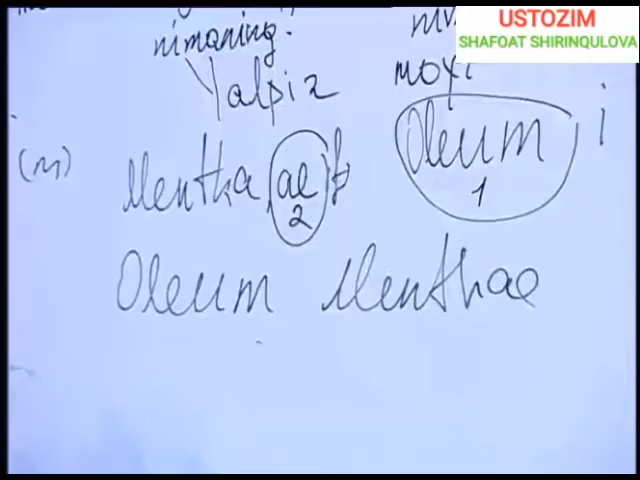 USTOZIM
SHAFOAT SHIRINQULOVA
nimaning.
Yalpiz moyi
(m) Mentha, ae f Oleum, i
2 1
Oleum Menthae